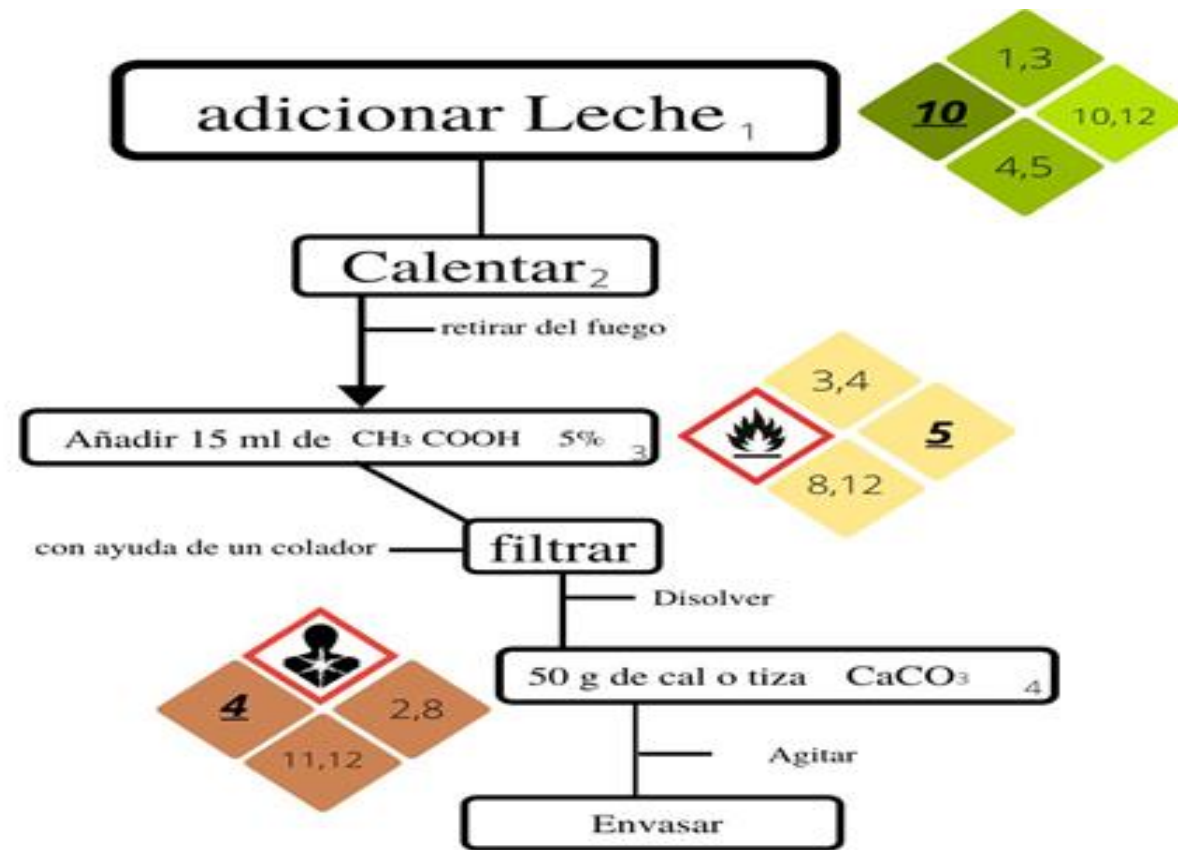 adicionar Leche 1
1,3
10
10,12
4,5
Calentar 2
retirar del fuego
Añadir 15 ml de CH3 COOH 5% 3
3,4
5
8,12
filtrar
con ayuda de un colador
Disolver
50 g de cal o tiza CaCO3 4
4
2,8
11,12
Agitar
Envasar